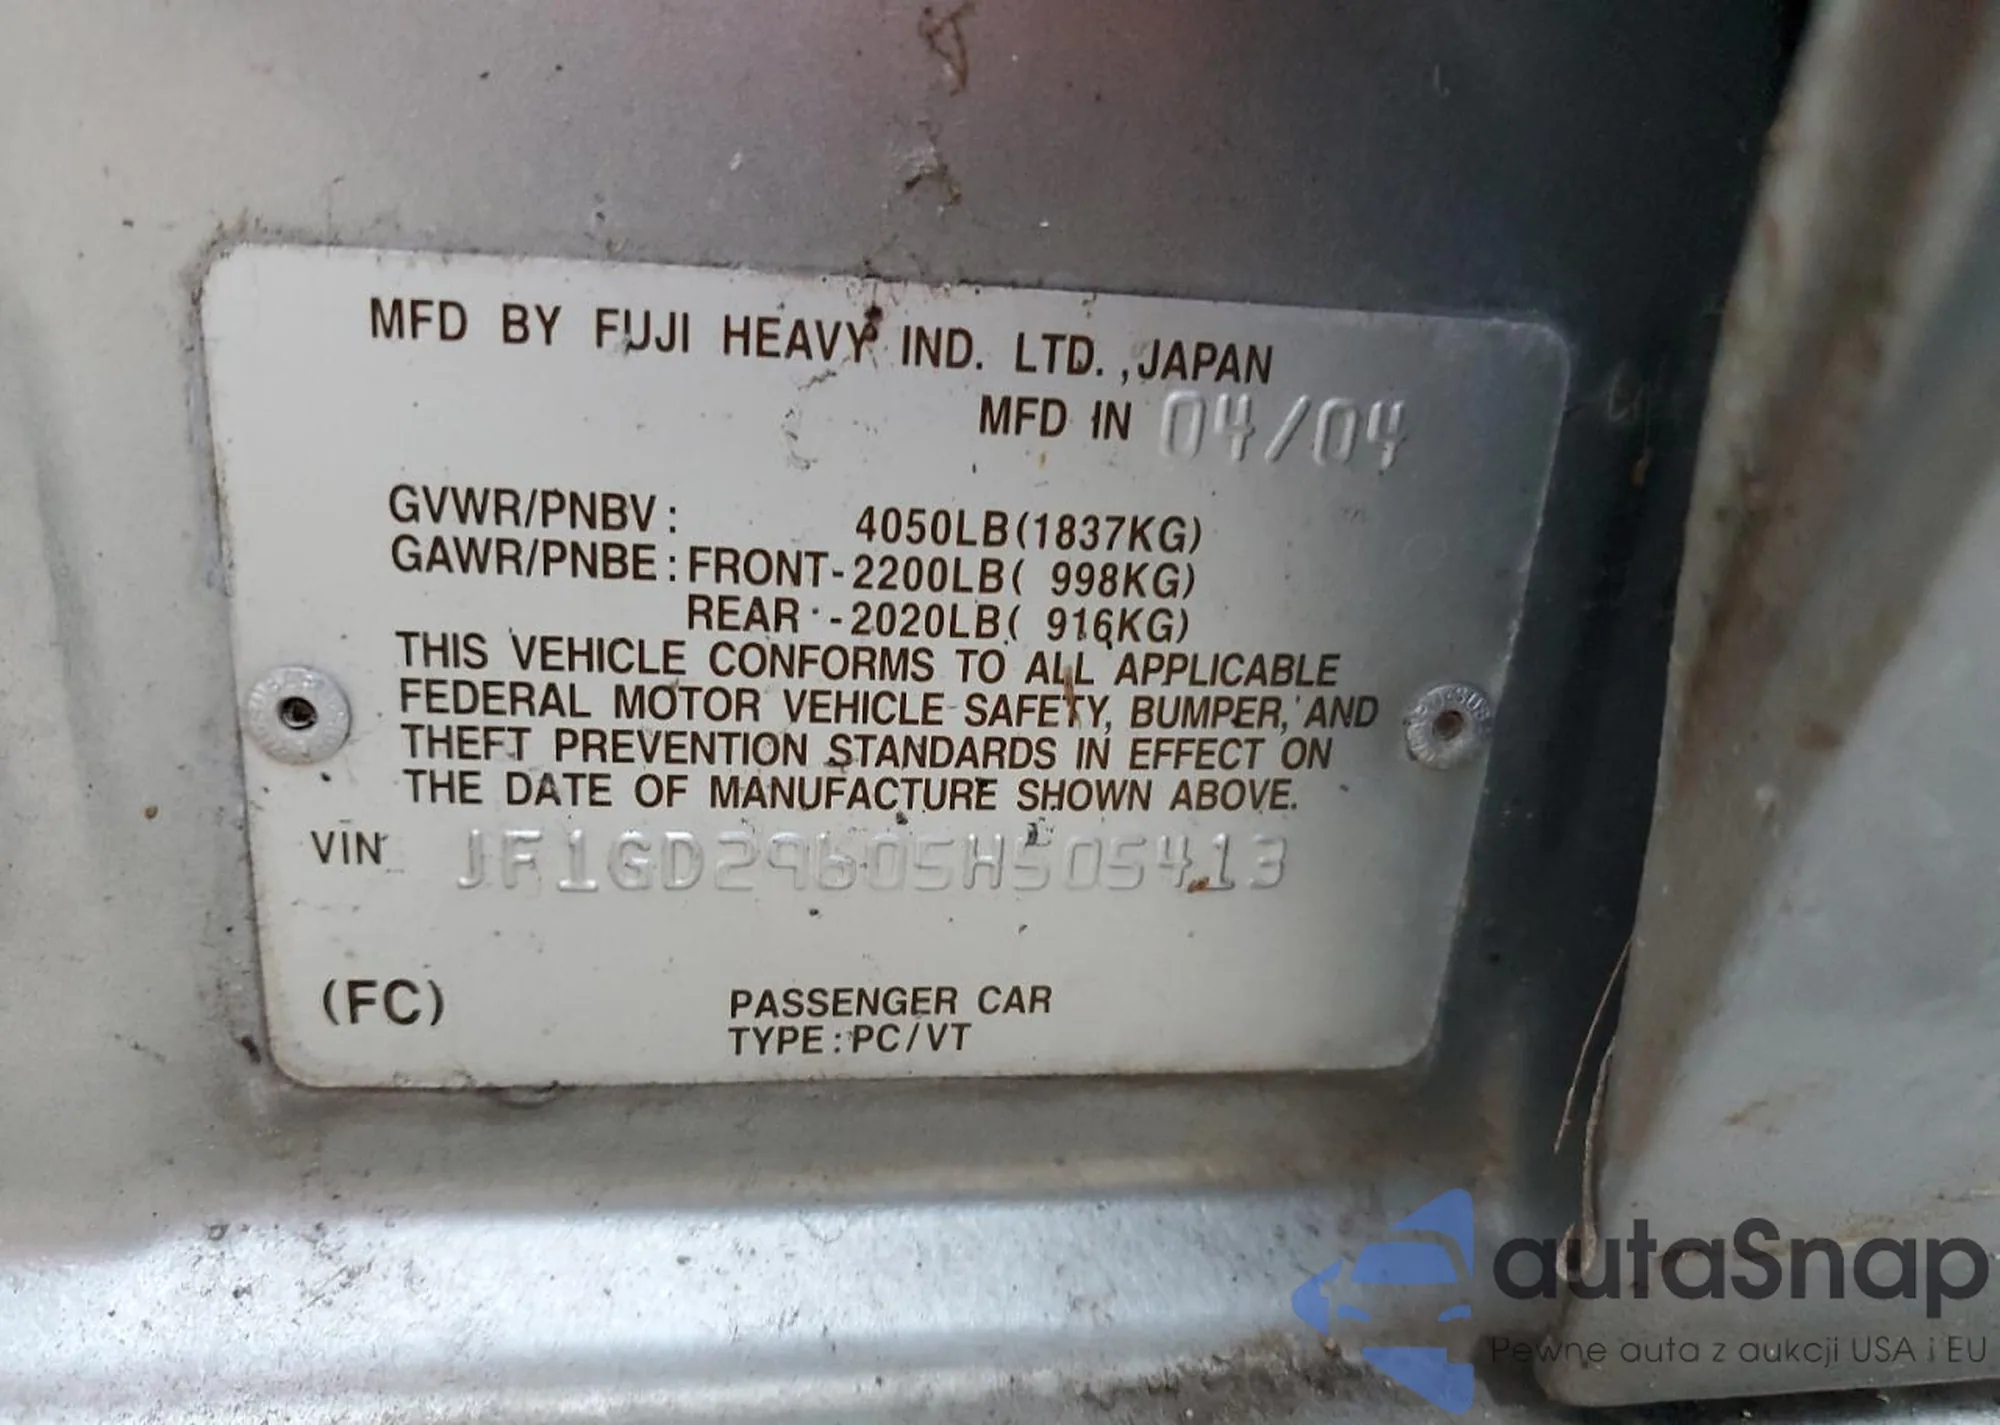 MFD BY FUJI HEAVY IND. LTD. ,JAPAN
MFD IN 04/04
GVWR/PNBV : 4050LB(1837KG)
GAWR/PNBE : FRONT-2200LB( 998KG)
REAR -2020LB( 916KG)
THIS VEHICLE CONFORMS TO ALL APPLICABLE
FEDERAL MOTOR VEHICLE SAFETY, BUMPER, AND
THEFT PREVENTION STANDARDS IN EFFECT ON
THE DATE OF MANUFACTURE SHOWN ABOVE.
VIN JF1GD29605H505413
(FC) PASSENGER CAR
TYPE : PC/VT
autaSnap
Pewne auta z aukcji USA i EU